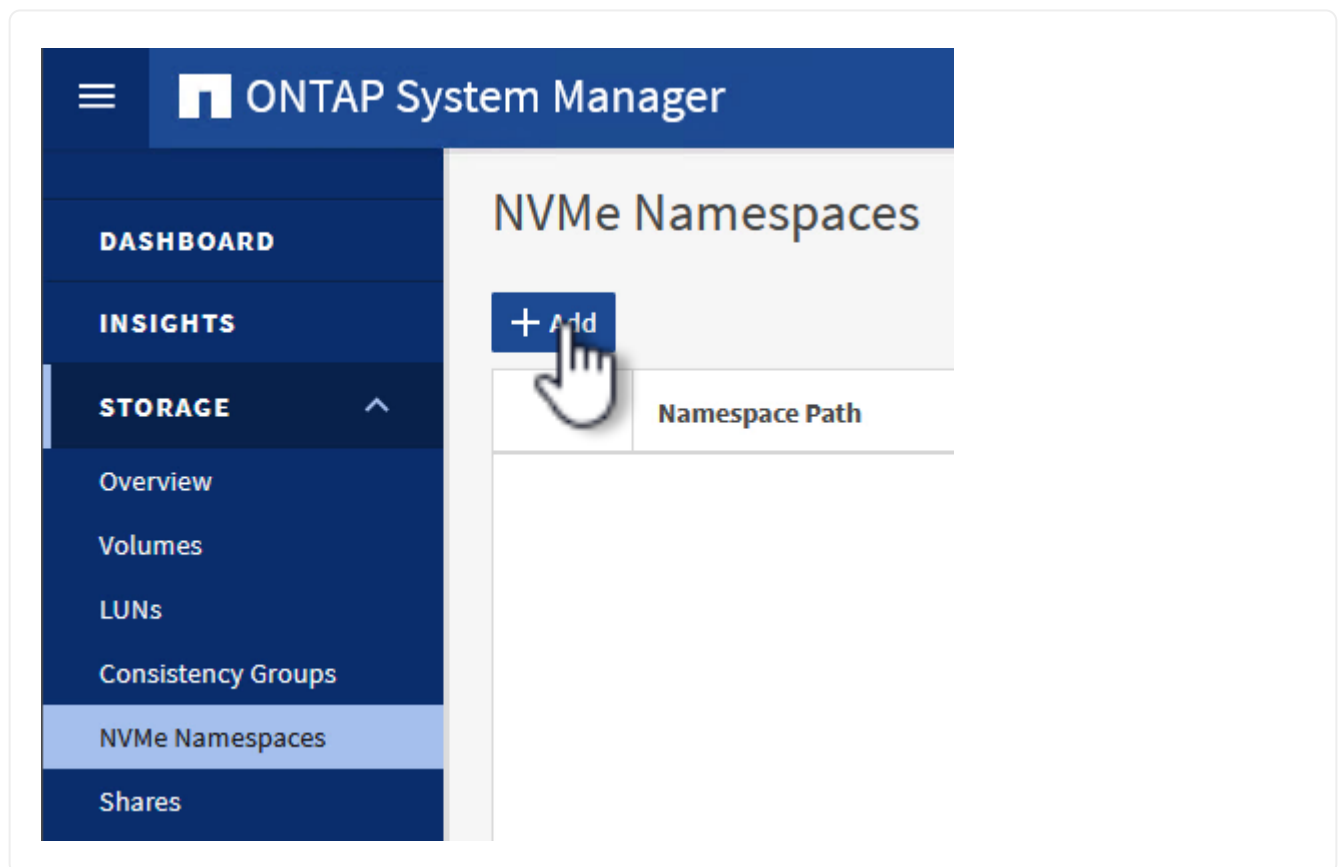 ONTAP System Manager
DASHBOARD
INSIGHTS
STORAGE
Overview
Volumes
LUNs
Consistency Groups
NVMe Namespaces
Shares
NVMe Namespaces
+ Add
Namespace Path